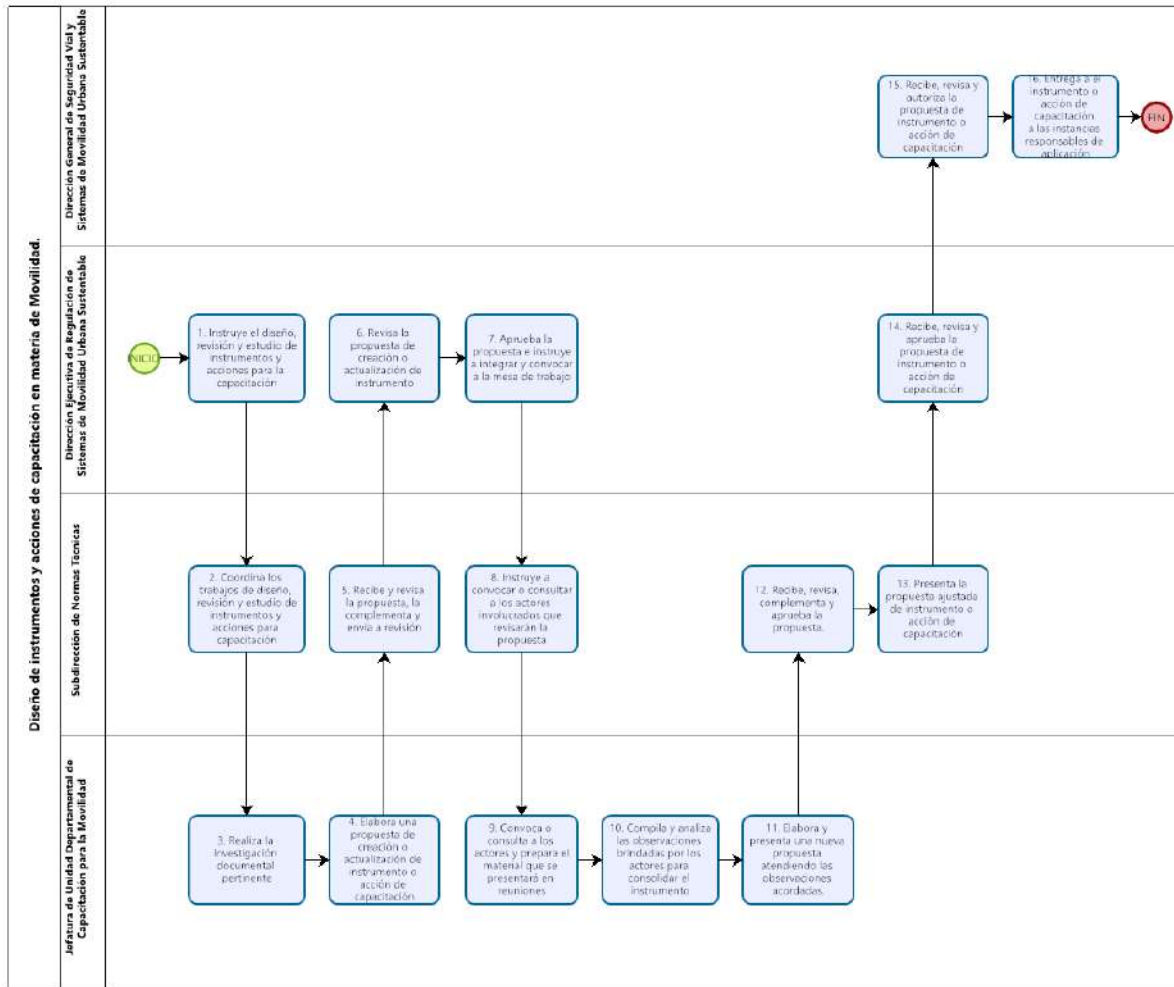 Diseño de instrumentos y acciones de capacitación en materia de Movilidad.
Dirección General de Seguridad Vial y
Sistemas de Movilidad Urbana Sustentable
15. Recibe, revisa y
autoriza la
propuesta de
instrumento o
acción de
capacitación
16. Entrega a el
instrumento o
acción de
capacitación
a las instancias
responsables de
aplicación
FIN
Dirección Ejecutiva de Regulación de
Sistemas de Movilidad Urbana Sustentable
INICIO
1. Instruye el diseño,
revisión y estudio de
instrumentos y
acciones para la
capacitación
6. Revisa la
propuesta de
creación o
actualización de
instrumento
7. Aprueba la
propuesta e instruye
a integrar y convocar
a la mesa de trabajo
14. Recibe, revisa y
aprueba la
propuesta de
instrumento o
acción de
capacitación
Subdirección de Normas Técnicas
2. Coordina los
trabajos de diseño,
revisión y estudio de
instrumentos y
acciones para
capacitación
5. Recibe y revisa
la propuesta, la
complementa y
envía a revisión
8. Instruye a
convocar o consultar
a los actores
involucrados que
revisarán la
propuesta
12. Recibe, revisa,
complementa y
aprueba la
propuesta.
13. Presenta la
propuesta ajustada
de instrumento o
acción de
capacitación
Jefatura de Unidad Departamental de
Capacitación para la Movilidad
3. Realiza la
investigación
documental
pertinente
4. Elabora una
propuesta de
creación o
actualización de
instrumento o
acción de
capacitación
9. Convoca o
consulta a los
actores y prepara el
material que se
presentará en
reuniones
10. Compila y analiza
las observaciones
brindadas por los
actores para
consolidar el
instrumento
11. Elabora y
presenta una nueva
propuesta
atendiendo las
observaciones
acordadas.